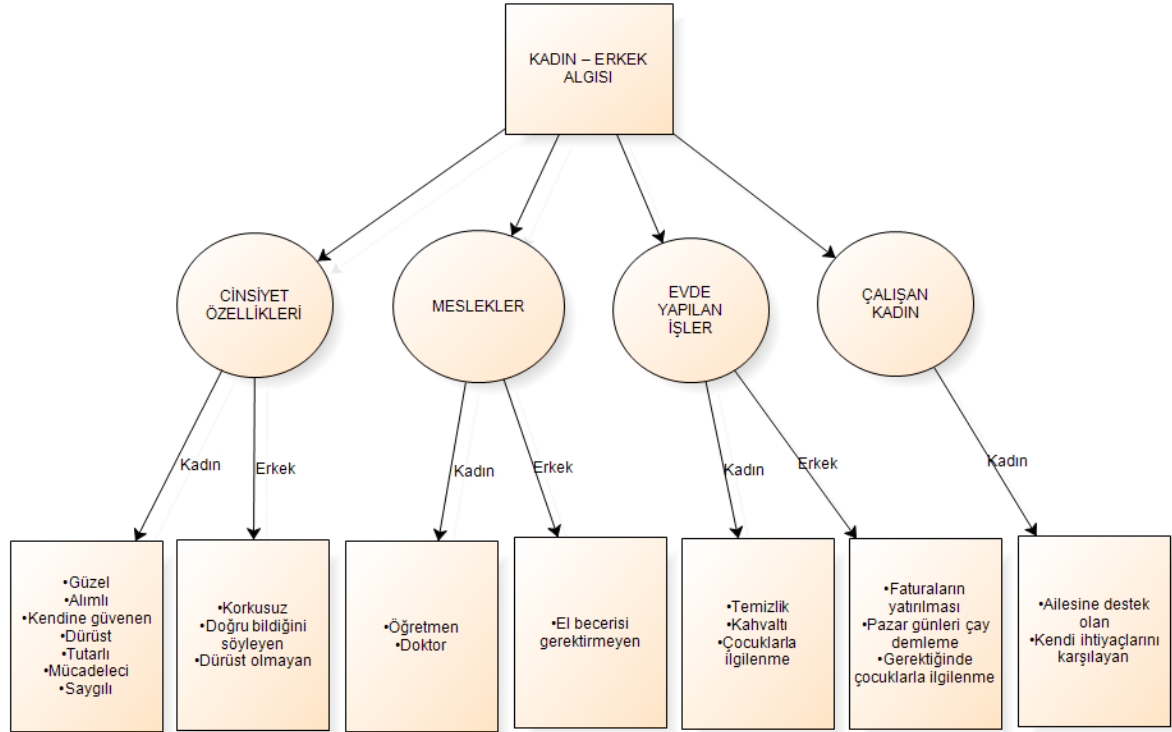 KADIN – ERKEK
ALGISI
CİNSİYET
ÖZELLİKLERİ
MESLEKLER
EVDE
YAPILAN
İŞLER
ÇALIŞAN
KADIN
Kadın
Erkek
Kadın
Erkek
Kadın
Erkek
Kadın
•Güzel
•Alımlı
•Kendine güvenen
•Dürüst
•Tutarlı
•Mücadeleci
•Saygılı
•Korkusuz
•Doğru bildiğini
söyleyen
•Dürüst olmayan
•Öğretmen
•Doktor
•El becerisi
gerektirmeyen
•Temizlik
•Kahvaltı
•Çocuklarla
ilgilenme
•Faturaların
yatırılması
•Pazar günleri çay
demleme
•Gerektiğinde
çocuklarla ilgilenme
•Ailesine destek
olan
•Kendi ihtiyaçlarını
karşılayan